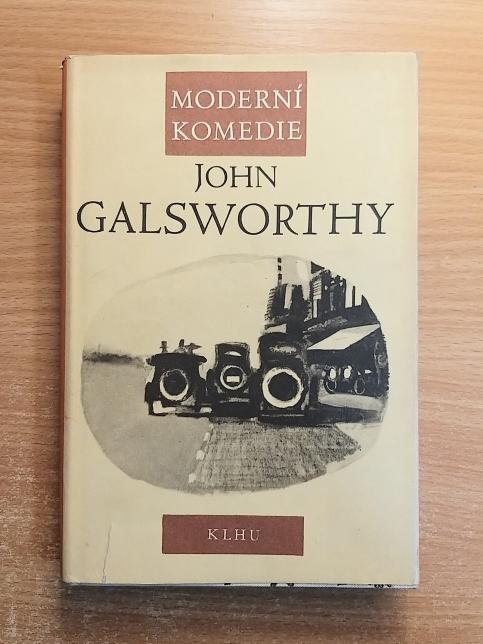 MODERNÍ
KOMEDIE
JOHN
GALSWORTHY
KLHU